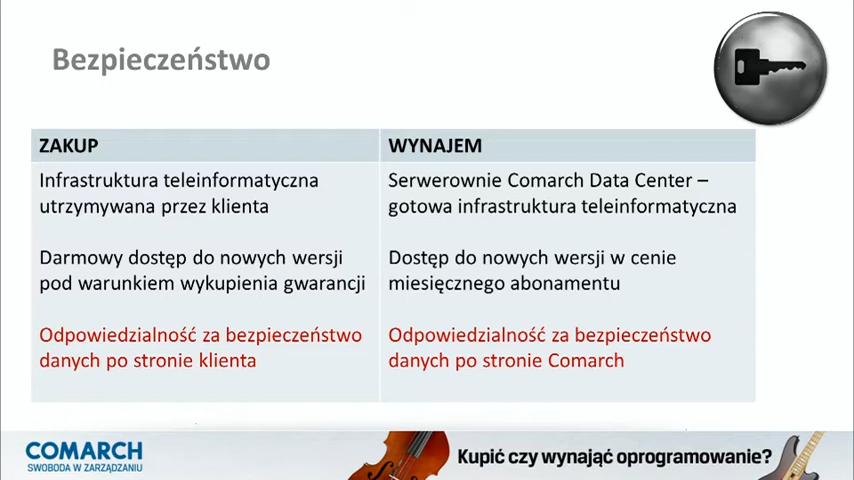 Bezpieczeństwo
ZAKUP
WYNAJEM
Infrastruktura teleinformatyczna
utrzymywana przez klienta
Serwerownie Comarch Data Center –
gotowa infrastruktura teleinformatyczna
Darmowy dostęp do nowych wersji
pod warunkiem wykupienia gwarancji
Dostęp do nowych wersji w cenie
miesięcznego abonamentu
Odpowiedzialność za bezpieczeństwo
danych po stronie klienta
Odpowiedzialność za bezpieczeństwo
danych po stronie Comarch
COMARCH
SWOBODA W ZARZĄDZANIU
Kupić czy wynająć oprogramowanie?